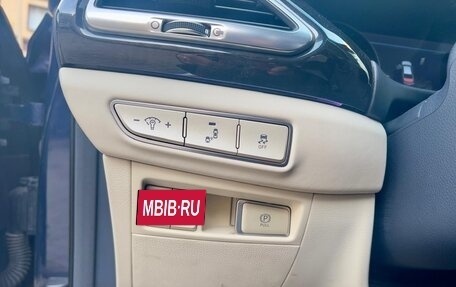 - +
OFF
MBIB·RU
P
PULL